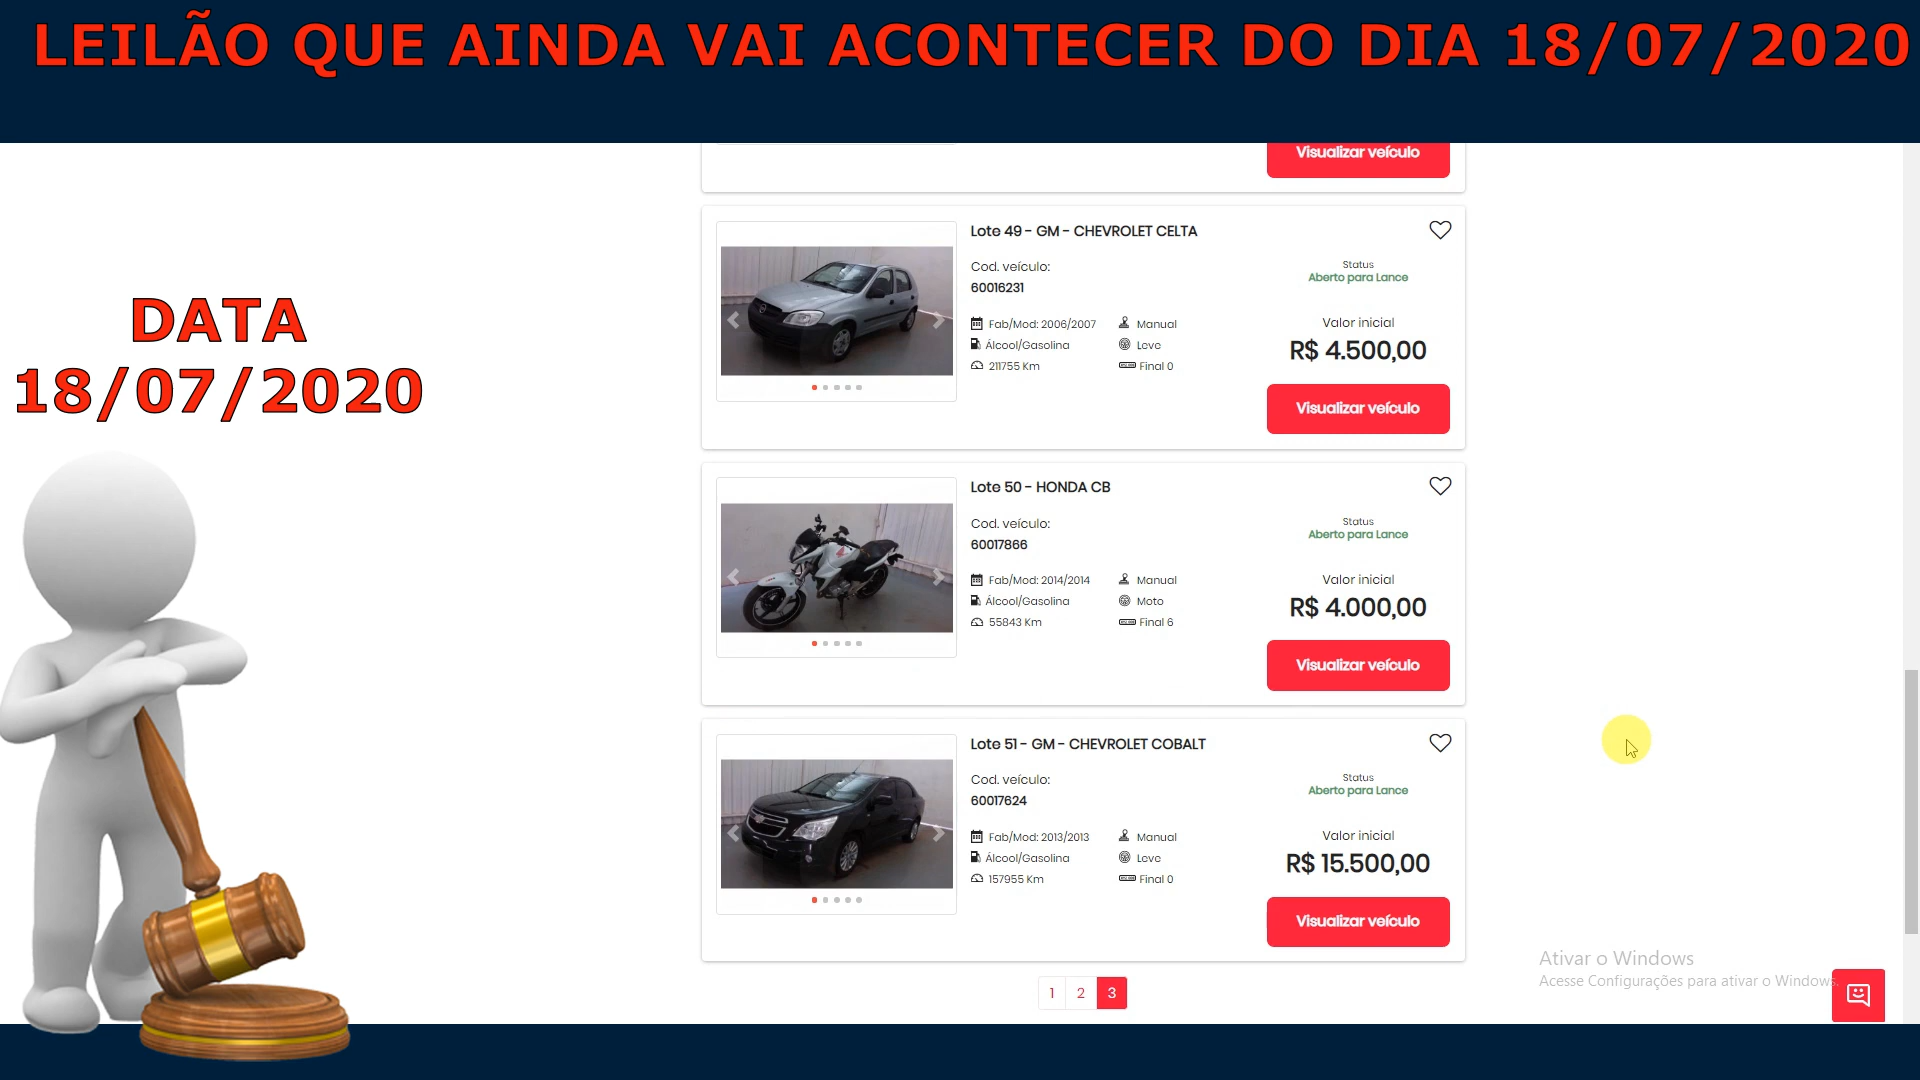 LEILÃO QUE AINDA VAI ACONTECER DO DIA 18/07/2020
DATA
18/07/2020
Visualizar veículo
Lote 49 - GM - CHEVROLET CELTA
Cod. veículo:
60016231
Fab/Mod: 2006/2007
Manual
Álcool/Gasolina
Leve
211755 Km
Final 0
Status
Aberto para Lance
Valor inicial
R$ 4.500,00
Visualizar veículo
Lote 50 - HONDA CB
Cod. veículo:
60017866
Fab/Mod: 2014/2014
Manual
Álcool/Gasolina
Moto
55843 Km
Final 6
Status
Aberto para Lance
Valor inicial
R$ 4.000,00
Visualizar veículo
Lote 51 - GM - CHEVROLET COBALT
Cod. veículo:
60017624
Fab/Mod: 2013/2013
Manual
Álcool/Gasolina
Leve
157955 Km
Final 0
Status
Aberto para Lance
Valor inicial
R$ 15.500,00
Visualizar veículo
1 2 3
Ativar o Windows
Acesse Configurações para ativar o Windows.